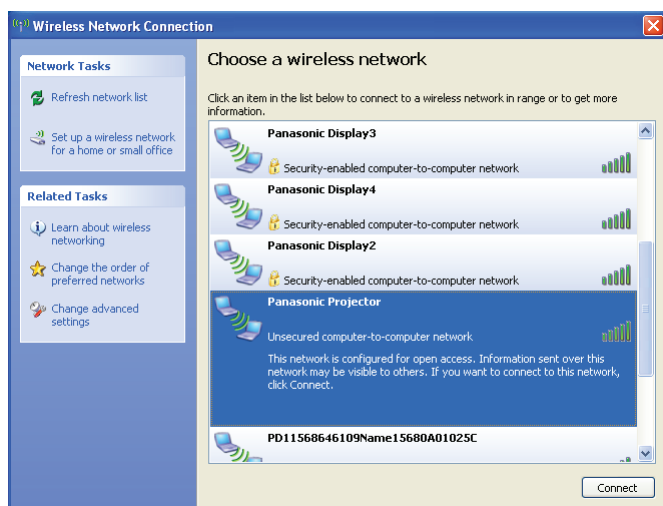 Wireless Network Connection
Network Tasks
Refresh network list
Set up a wireless network
for a home or small office
Related Tasks
Learn about wireless
networking
Change the order of
preferred networks
Change advanced
settings
Choose a wireless network
Click an item in the list below to connect to a wireless network in range or to get more
information.
Panasonic Display3
Security-enabled computer-to-computer network
Panasonic Display4
Security-enabled computer-to-computer network
Panasonic Display2
Security-enabled computer-to-computer network
Panasonic Projector
Unsecured computer-to-computer network
This network is configured for open access. Information sent over this
network may be visible to others. If you want to connect to this network,
click Connect.
PD11568646109Name15680A01025C
Connect